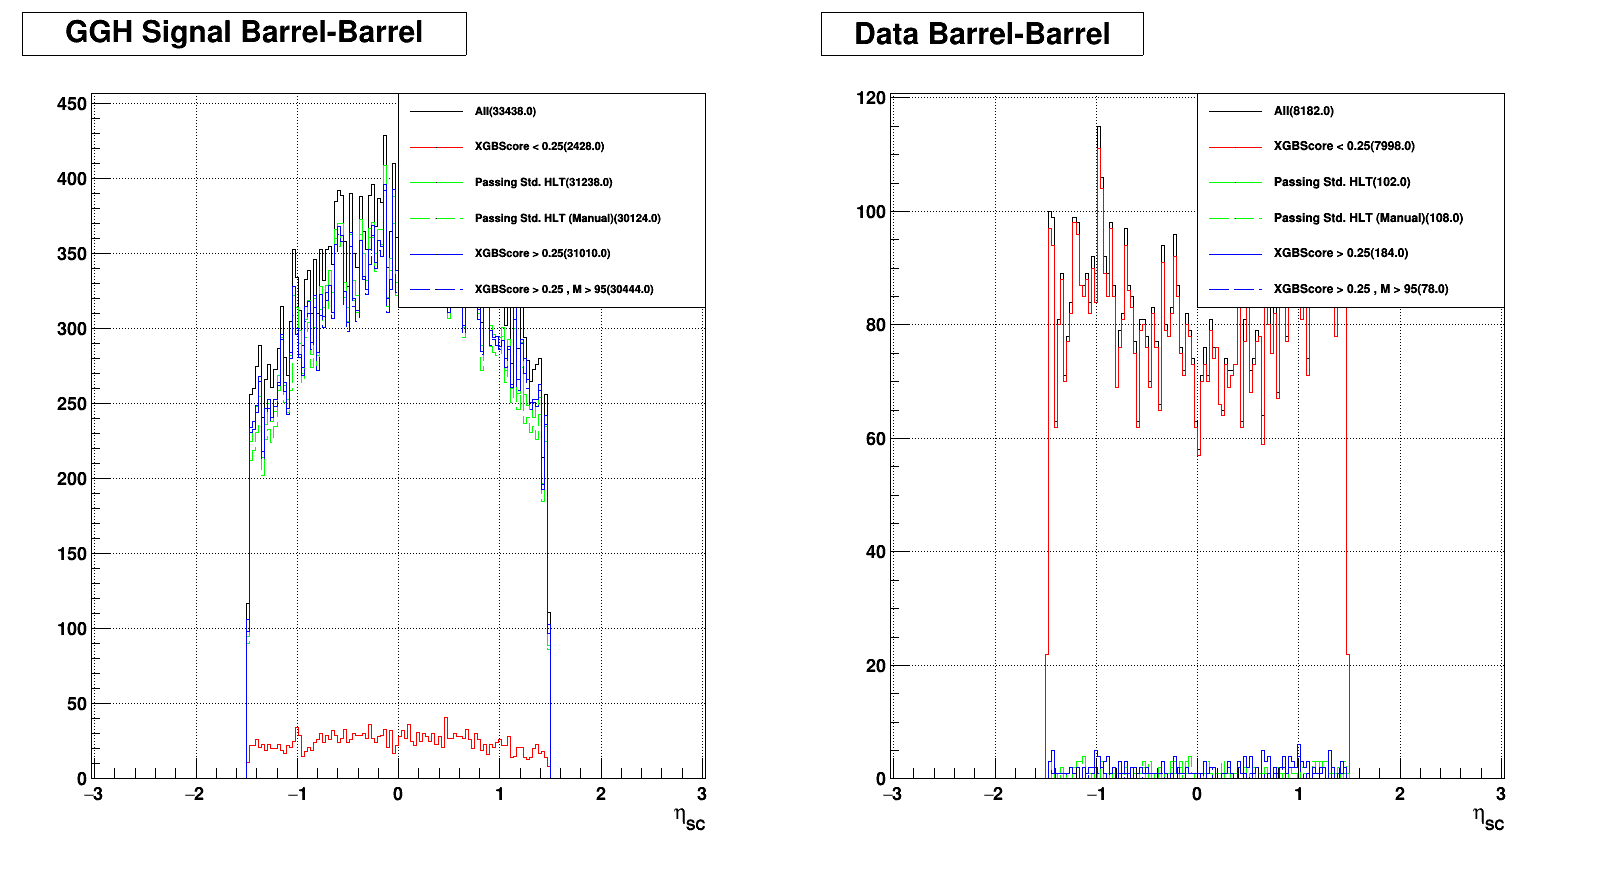 GGH Signal Barrel-Barrel
450
400
350
300
250
200
150
100
50
0
−3
−2
−1
0
1
2
3
ηSC
All(33438.0)
XGBScore < 0.25(2428.0)
Passing Std. HLT(31238.0)
Passing Std. HLT (Manual)(30124.0)
XGBScore > 0.25(31010.0)
XGBScore > 0.25 , M > 95(30444.0)
Data Barrel-Barrel
120
100
80
60
40
20
0
−3
−2
−1
0
1
2
3
ηSC
All(8182.0)
XGBScore < 0.25(7998.0)
Passing Std. HLT(102.0)
Passing Std. HLT (Manual)(108.0)
XGBScore > 0.25(184.0)
XGBScore > 0.25 , M > 95(78.0)